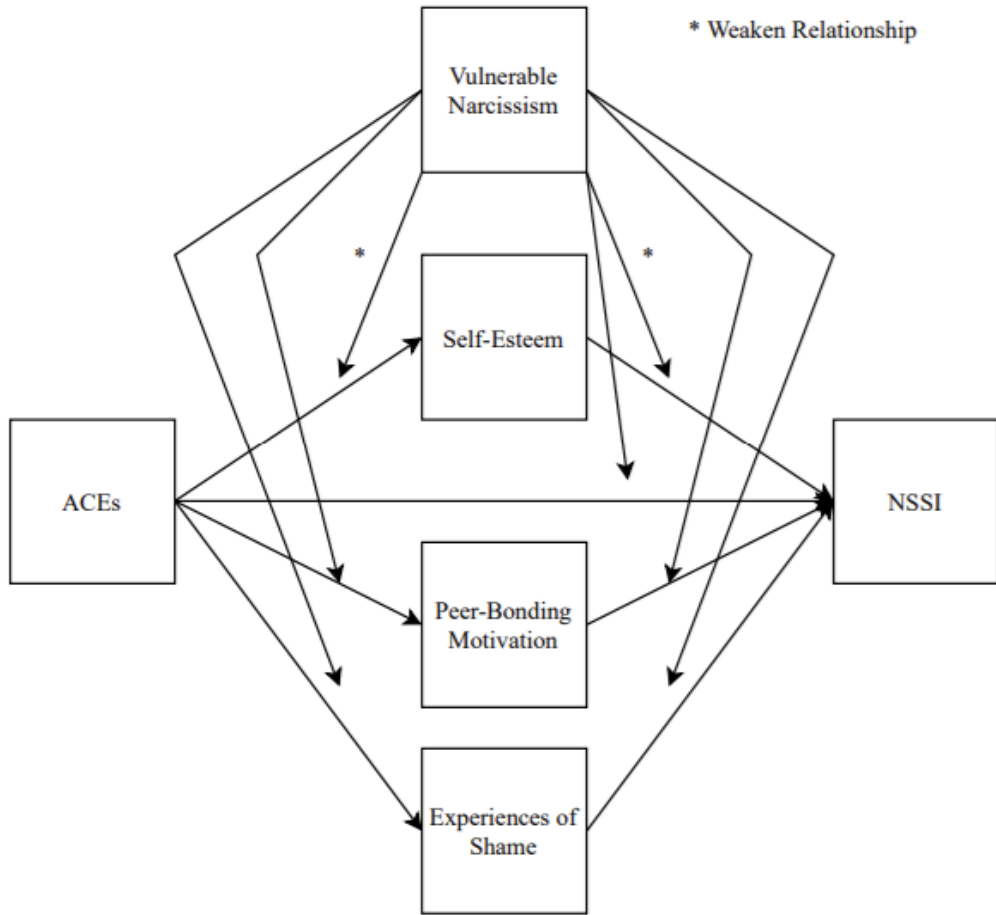 * Weaken Relationship
Vulnerable
Narcissism
*
*
Self-Esteem
ACEs
NSSI
Peer-Bonding
Motivation
Experiences of
Shame